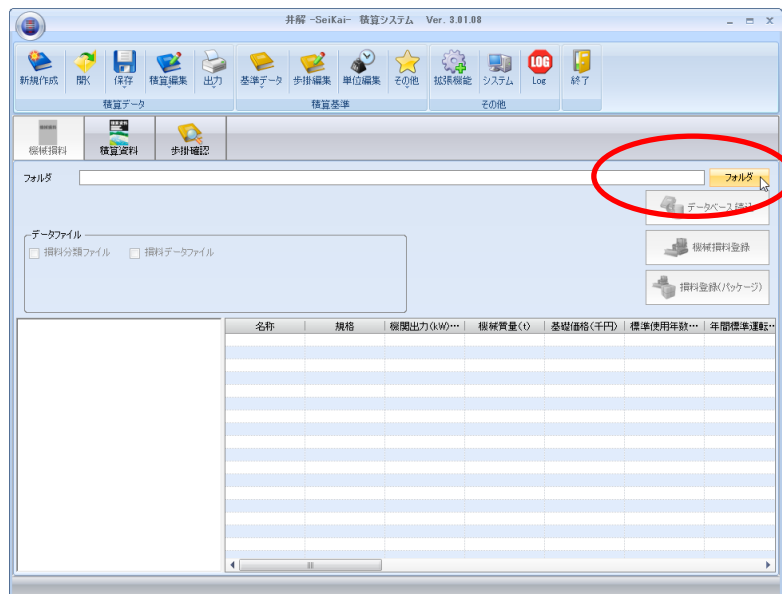 井解 -SeiKai- 積算システム Ver. 3.01.08
新規作成 開く 保存 積算編集 出力 基準データ 歩掛編集 単位編集 その他 拡張機能 システム LOG Log 終了
積算データ 積算基準 その他
機械損料 積算資料 歩掛確認
フォルダ フォルダ
データベース読込
データファイル
損料分類ファイル 損料データファイル
機械損料登録
損料登録(パッケージ)
名称 規格 機関出力(kW)… 機械質量(t) 基礎価格(千円) 標準使用年数… 年間標準運転…